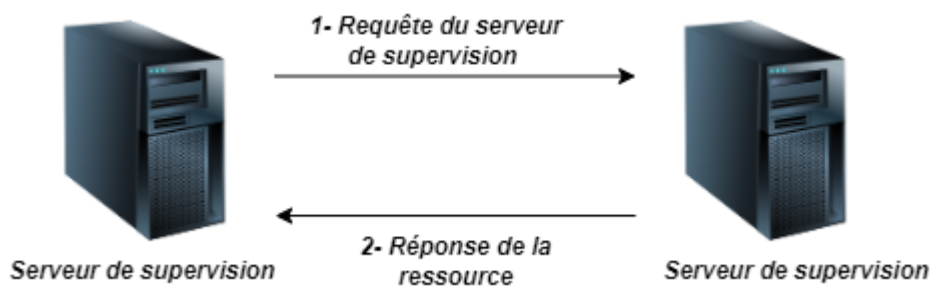 1- Requête du serveur
de supervision
2- Réponse de la
ressource
Serveur de supervision
Serveur de supervision